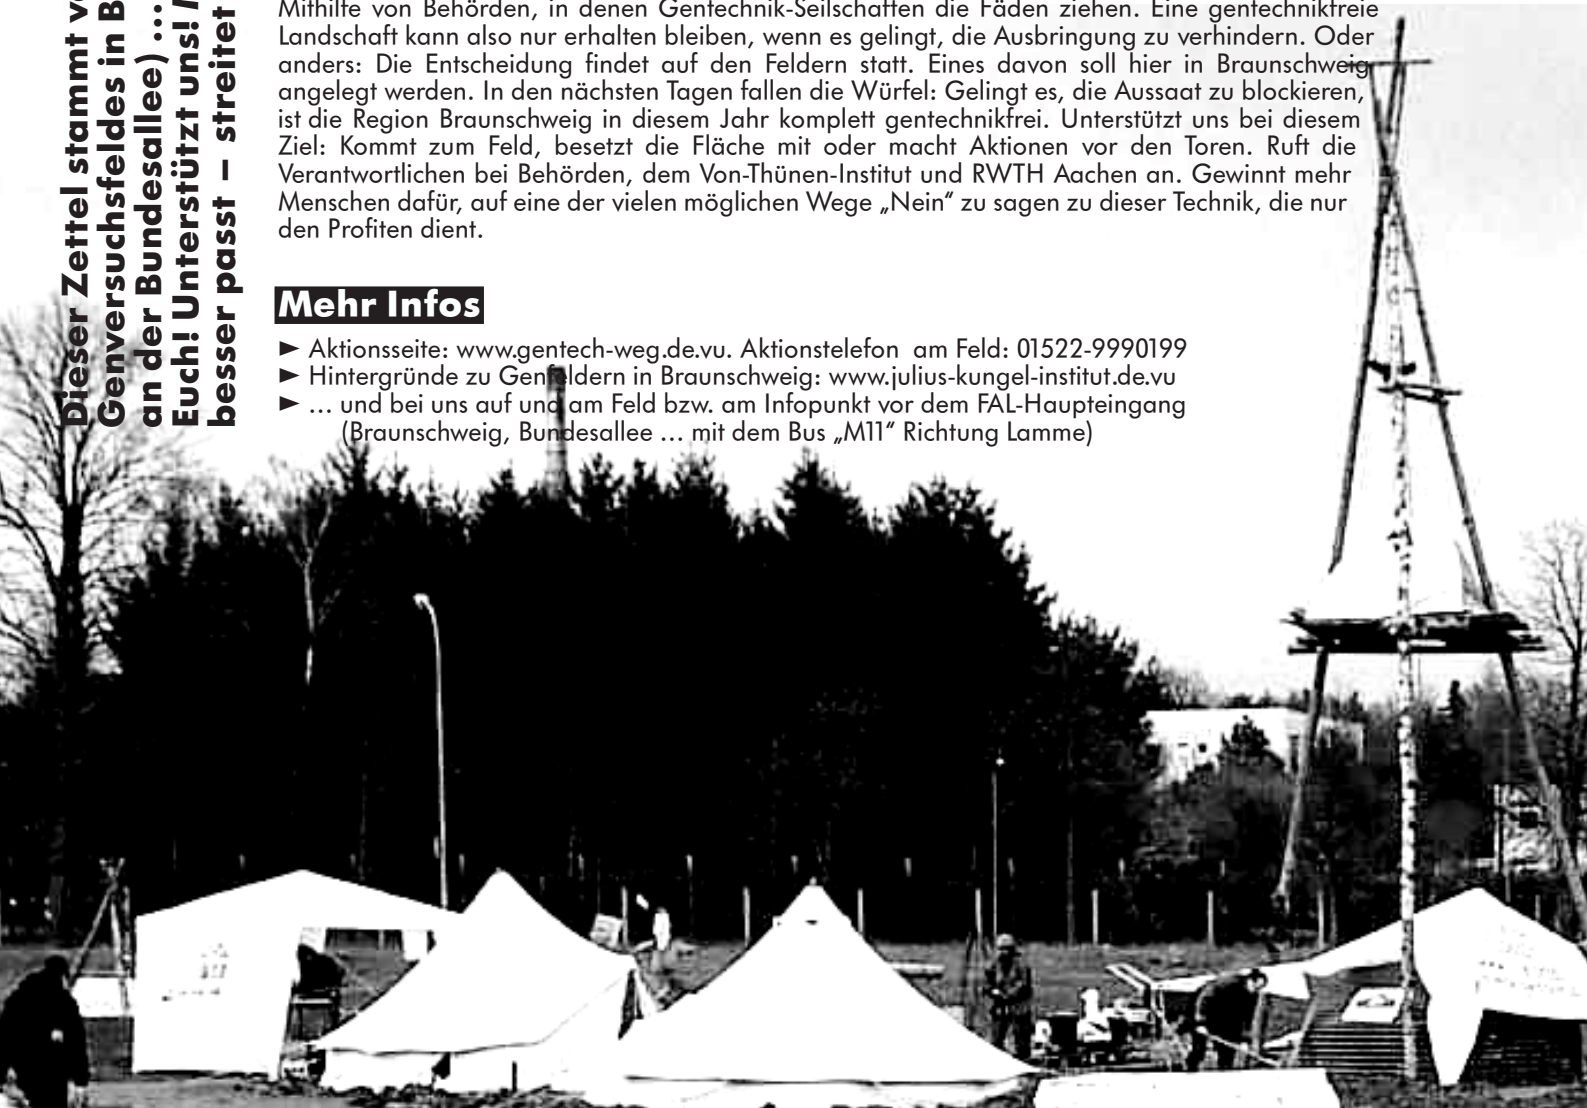 Dieser Zettel stammt v
Genversuchsfeldes in B
an der Bundesallee) ...
Euch! Unterstützt uns!
besser passt – streitet
Mithilfe von Behörden, in denen Gentechnik-Seilschaften die Fäden ziehen. Eine gentechnikfreie
Landschaft kann also nur erhalten bleiben, wenn es gelingt, die Ausbringung zu verhindern. Oder
anders: Die Entscheidung findet auf den Feldern statt. Eines davon soll hier in Braunschweig
angelegt werden. In den nächsten Tagen fallen die Würfel: Gelingt es, die Aussaat zu blockieren,
ist die Region Braunschweig in diesem Jahr komplett gentechnikfrei. Unterstützt uns bei diesem
Ziel: Kommt zum Feld, besetzt die Fläche mit oder macht Aktionen vor den Toren. Ruft die
Verantwortlichen bei Behörden, dem Von-Thünen-Institut und RWTH Aachen an. Gewinnt mehr
Menschen dafür, auf eine der vielen möglichen Wege „Nein“ zu sagen zu dieser Technik, die nur
den Profiten dient.
Mehr Infos
► Aktionsseite: www.gentech-weg.de.vu. Aktionstelefon am Feld: 01522-9990199
► Hintergründe zu Genfeldern in Braunschweig: www.julius-kungel-institut.de.vu
► ... und bei uns auf und am Feld bzw. am Infopunkt vor dem FAL-Haupteingang
(Braunschweig, Bundesallee ... mit dem Bus „M11“ Richtung Lamme)